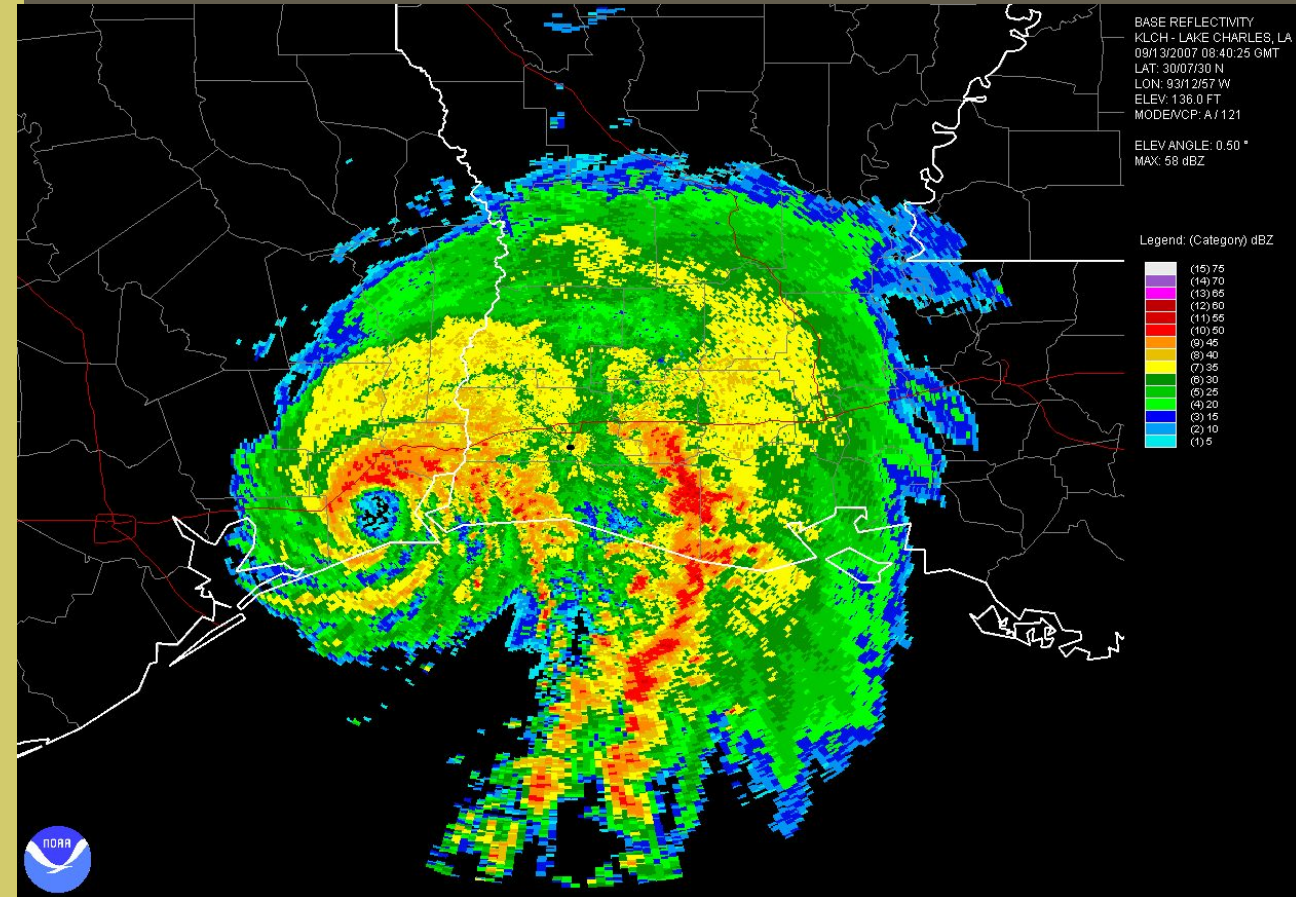 BASE REFLECTIVITY
KLCH - LAKE CHARLES, LA
09/13/2007 08:40:25 GMT
LAT: 30/07/30 N
LON: 93/12/57 W
ELEV: 136.0 FT
MODE/VCP: A / 121
ELEV ANGLE: 0.50 °
MAX: 58 dBZ
Legend: (Category) dBZ
(15) 75
(14) 70
(13) 65
(12) 60
(11) 55
(10) 50
(9) 45
(8) 40
(7) 35
(6) 30
(5) 25
(4) 20
(3) 15
(2) 10
(1) 5
NOAA